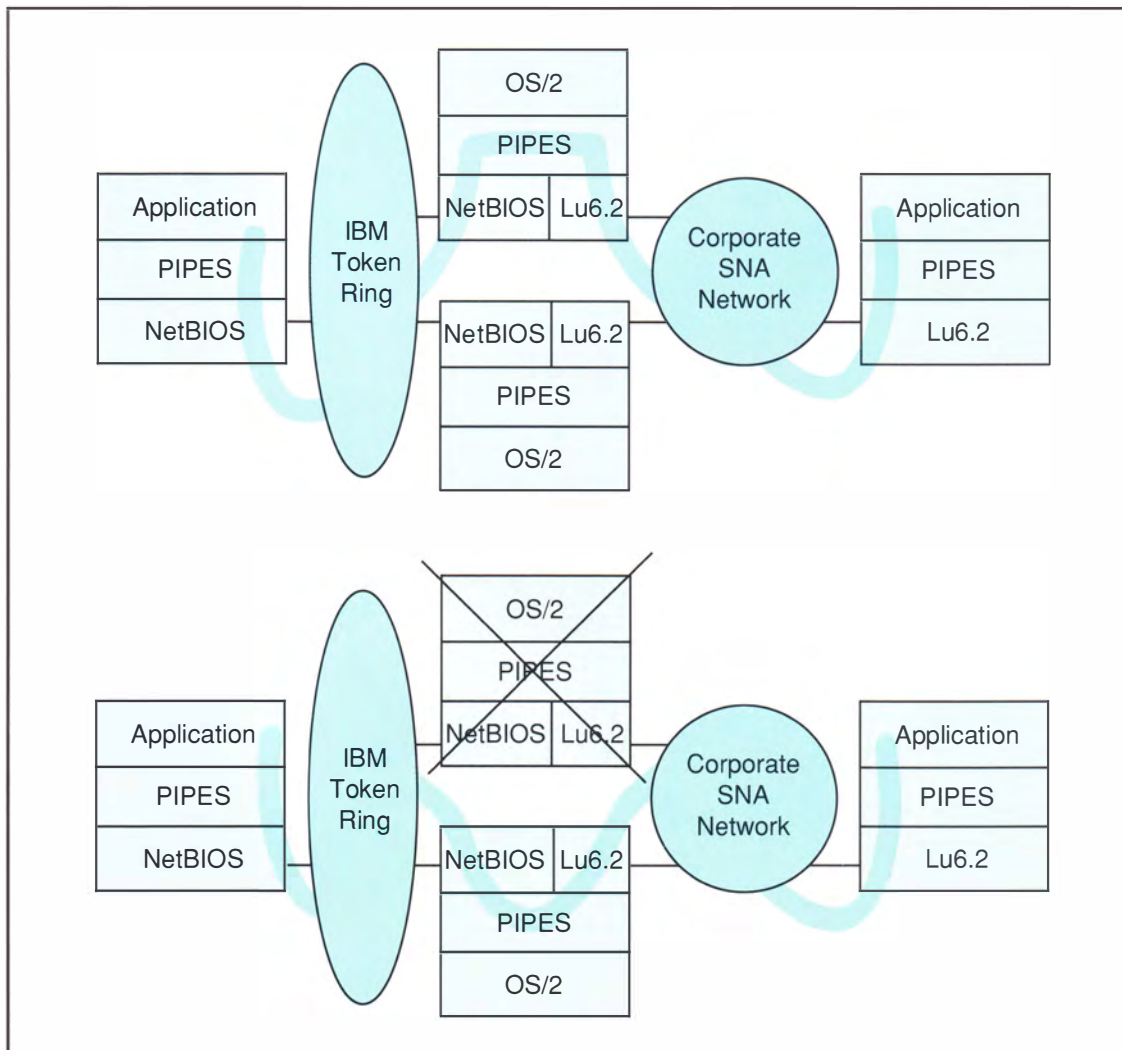 OS/2
PIPES
NetBIOS Lu6.2
Application
PIPES
NetBIOS
IBM
Token
Ring
Corporate
SNA
Network
Application
PIPES
Lu6.2
NetBIOS Lu6.2
PIPES
OS/2
OS/2
PIPES
NetBIOS Lu6.2
Application
PIPES
NetBIOS
IBM
Token
Ring
Corporate
SNA
Network
Application
PIPES
Lu6.2
NetBIOS Lu6.2
PIPES
OS/2